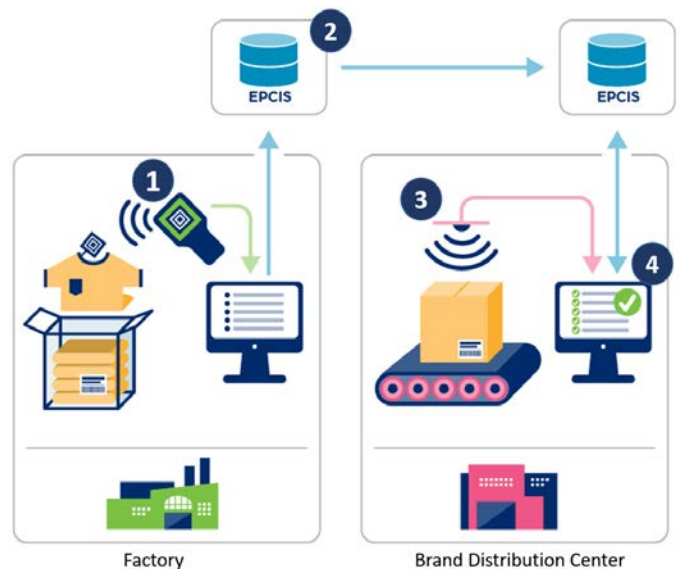 2
EPCIS
EPCIS
1
3
4
Factory
Brand Distribution Center